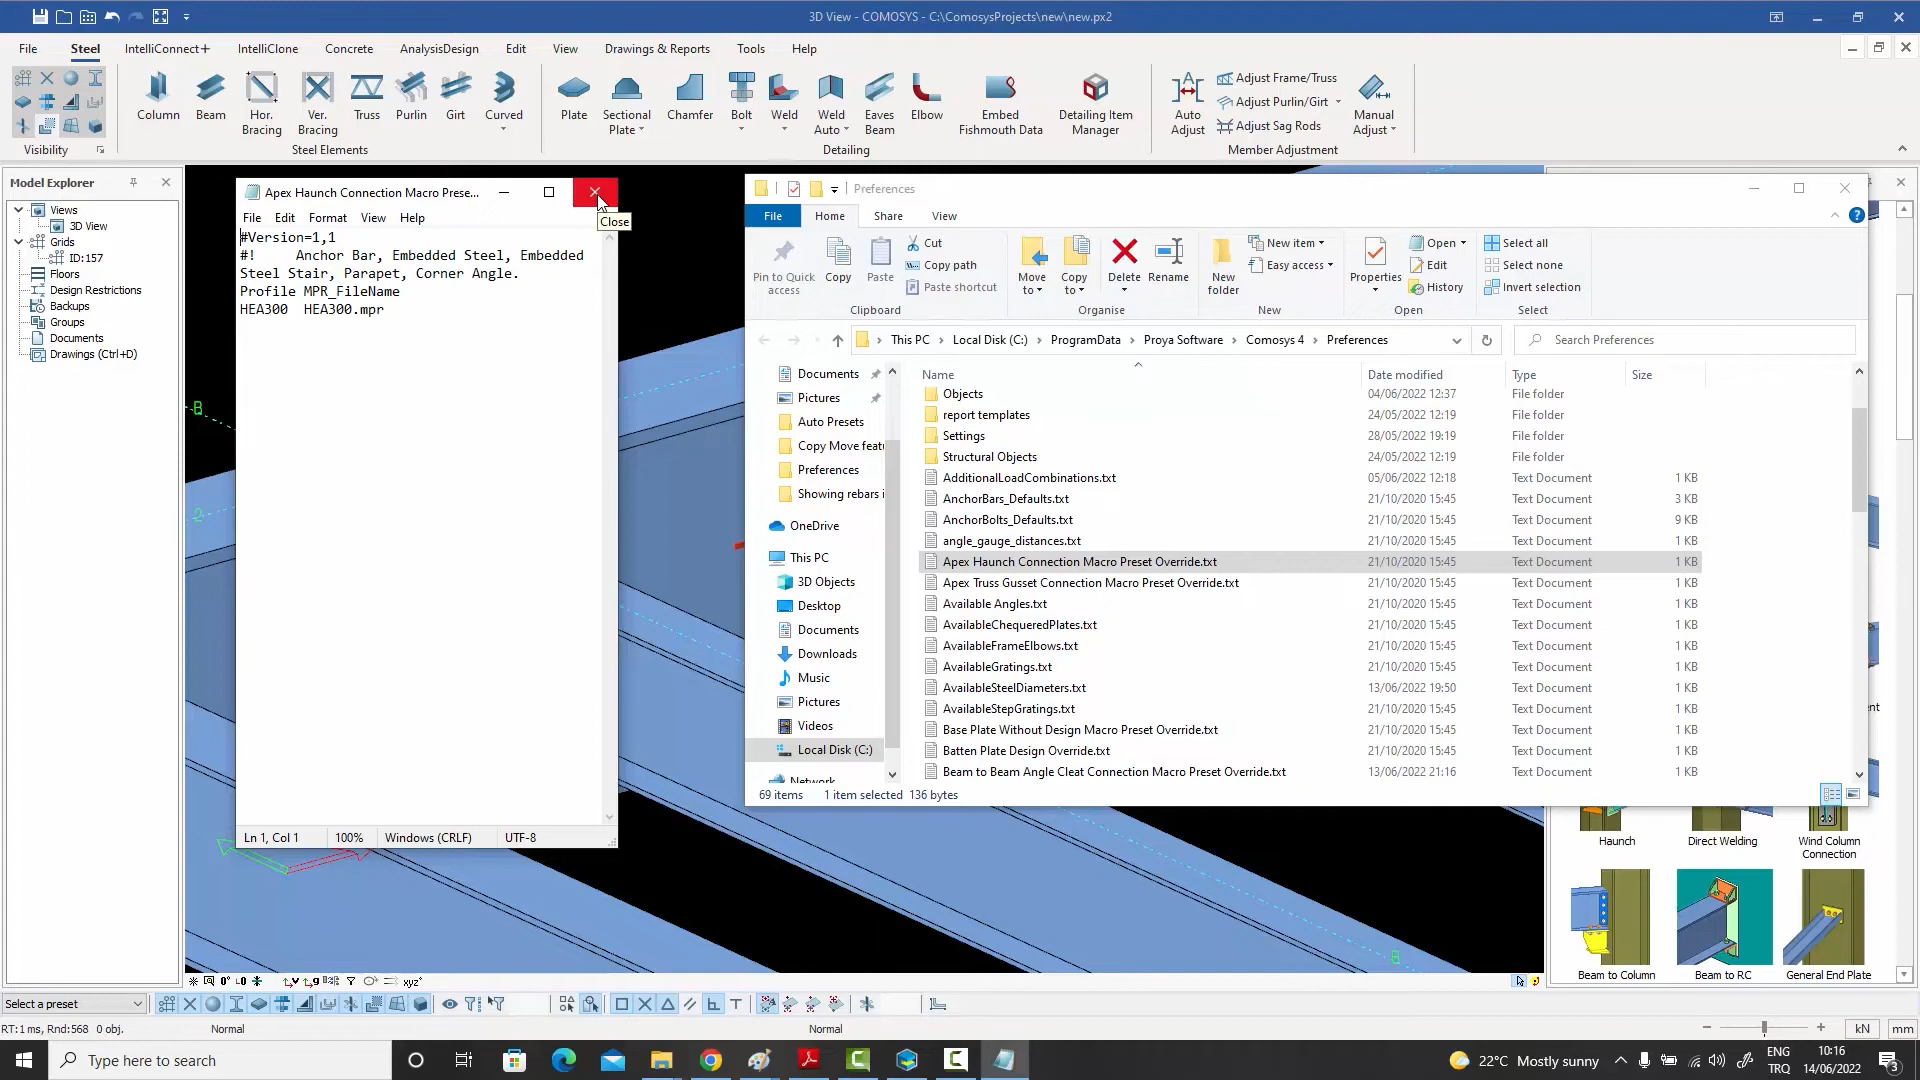 3D View - COMOSYS - C:\ComosysProjects\new\new.px2
File Steel IntelliConnect+ IntelliClone Concrete AnalysisDesign Edit View Drawings & Reports Tools Help
Column Beam Hor. Bracing Ver. Bracing Truss Purlin Girt Curved
Plate Sectional Plate Chamfer Bolt Weld Weld Auto Eaves Beam Elbow Embed Fishmouth Data Detailing Item Manager
Auto Adjust Adjust Frame/Truss
Adjust Purlin/Girt
Adjust Sag Rods
Manual Adjust
Visibility Steel Elements Detailing Member Adjustment
Model Explorer
Views
3D View
Grids
ID:157
Floors
Design Restrictions
Backups
Groups
Documents
Drawings (Ctrl+D)
Apex Haunch Connection Macro Prese...
File Edit Format View Help
Close
#Version=1,1
#! Anchor Bar, Embedded Steel, Embedded
Steel Stair, Parapet, Corner Angle.
Profile MPR_FileName
HEA300 HEA300.mpr
Ln 1, Col 1 100% Windows (CRLF) UTF-8
B
2
Preferences
File Home Share View
Pin to Quick access Copy Paste Cut
Copy path
Paste shortcut
Move to Copy to Delete Rename
New folder New item
Easy access
Properties Open
Edit
History
Select all
Select none
Invert selection
Clipboard Organise New Open Select
This PC Local Disk (C:) ProgramData Proya Software Comosys 4 Preferences
Search Preferences
Documents
Pictures
Auto Presets
Copy Move featu
Preferences
Showing rebars i
OneDrive
This PC
3D Objects
Desktop
Documents
Downloads
Music
Pictures
Videos
Local Disk (C:)
Network
Name Date modified Type Size
Objects 04/06/2022 12:37 File folder
report templates 24/05/2022 12:19 File folder
Settings 28/05/2022 19:19 File folder
Structural Objects 24/05/2022 12:19 File folder
AdditionalLoadCombinations.txt 05/06/2022 12:18 Text Document 1 KB
AnchorBars_Defaults.txt 21/10/2020 15:45 Text Document 3 KB
AnchorBolts_Defaults.txt 21/10/2020 15:45 Text Document 9 KB
angle_gauge_distances.txt 21/10/2020 15:45 Text Document 1 KB
Apex Haunch Connection Macro Preset Override.txt 21/10/2020 15:45 Text Document 1 KB
Apex Truss Gusset Connection Macro Preset Override.txt 21/10/2020 15:45 Text Document 1 KB
Available Angles.txt 21/10/2020 15:45 Text Document 1 KB
AvailableChequeredPlates.txt 21/10/2020 15:45 Text Document 1 KB
AvailableFrameElbows.txt 21/10/2020 15:45 Text Document 1 KB
AvailableGratings.txt 21/10/2020 15:45 Text Document 1 KB
AvailableSteelDiameters.txt 13/06/2022 19:50 Text Document 1 KB
AvailableStepGratings.txt 21/10/2020 15:45 Text Document 1 KB
Base Plate Without Design Macro Preset Override.txt 21/10/2020 15:45 Text Document 1 KB
Batten Plate Design Override.txt 21/10/2020 15:45 Text Document 1 KB
Beam to Beam Angle Cleat Connection Macro Preset Override.txt 13/06/2022 21:16 Text Document 1 KB
69 items 1 item selected 136 bytes
Haunch Direct Welding Wind Column
Connection
Beam to Column Beam to RC General End Plate
B
xyz
Select a preset
RT:1 ms, Rnd:568 0 obj. Normal Normal kN mm
Type here to search
22°C Mostly sunny
ENG
TRQ
10:16
14/06/2022
3